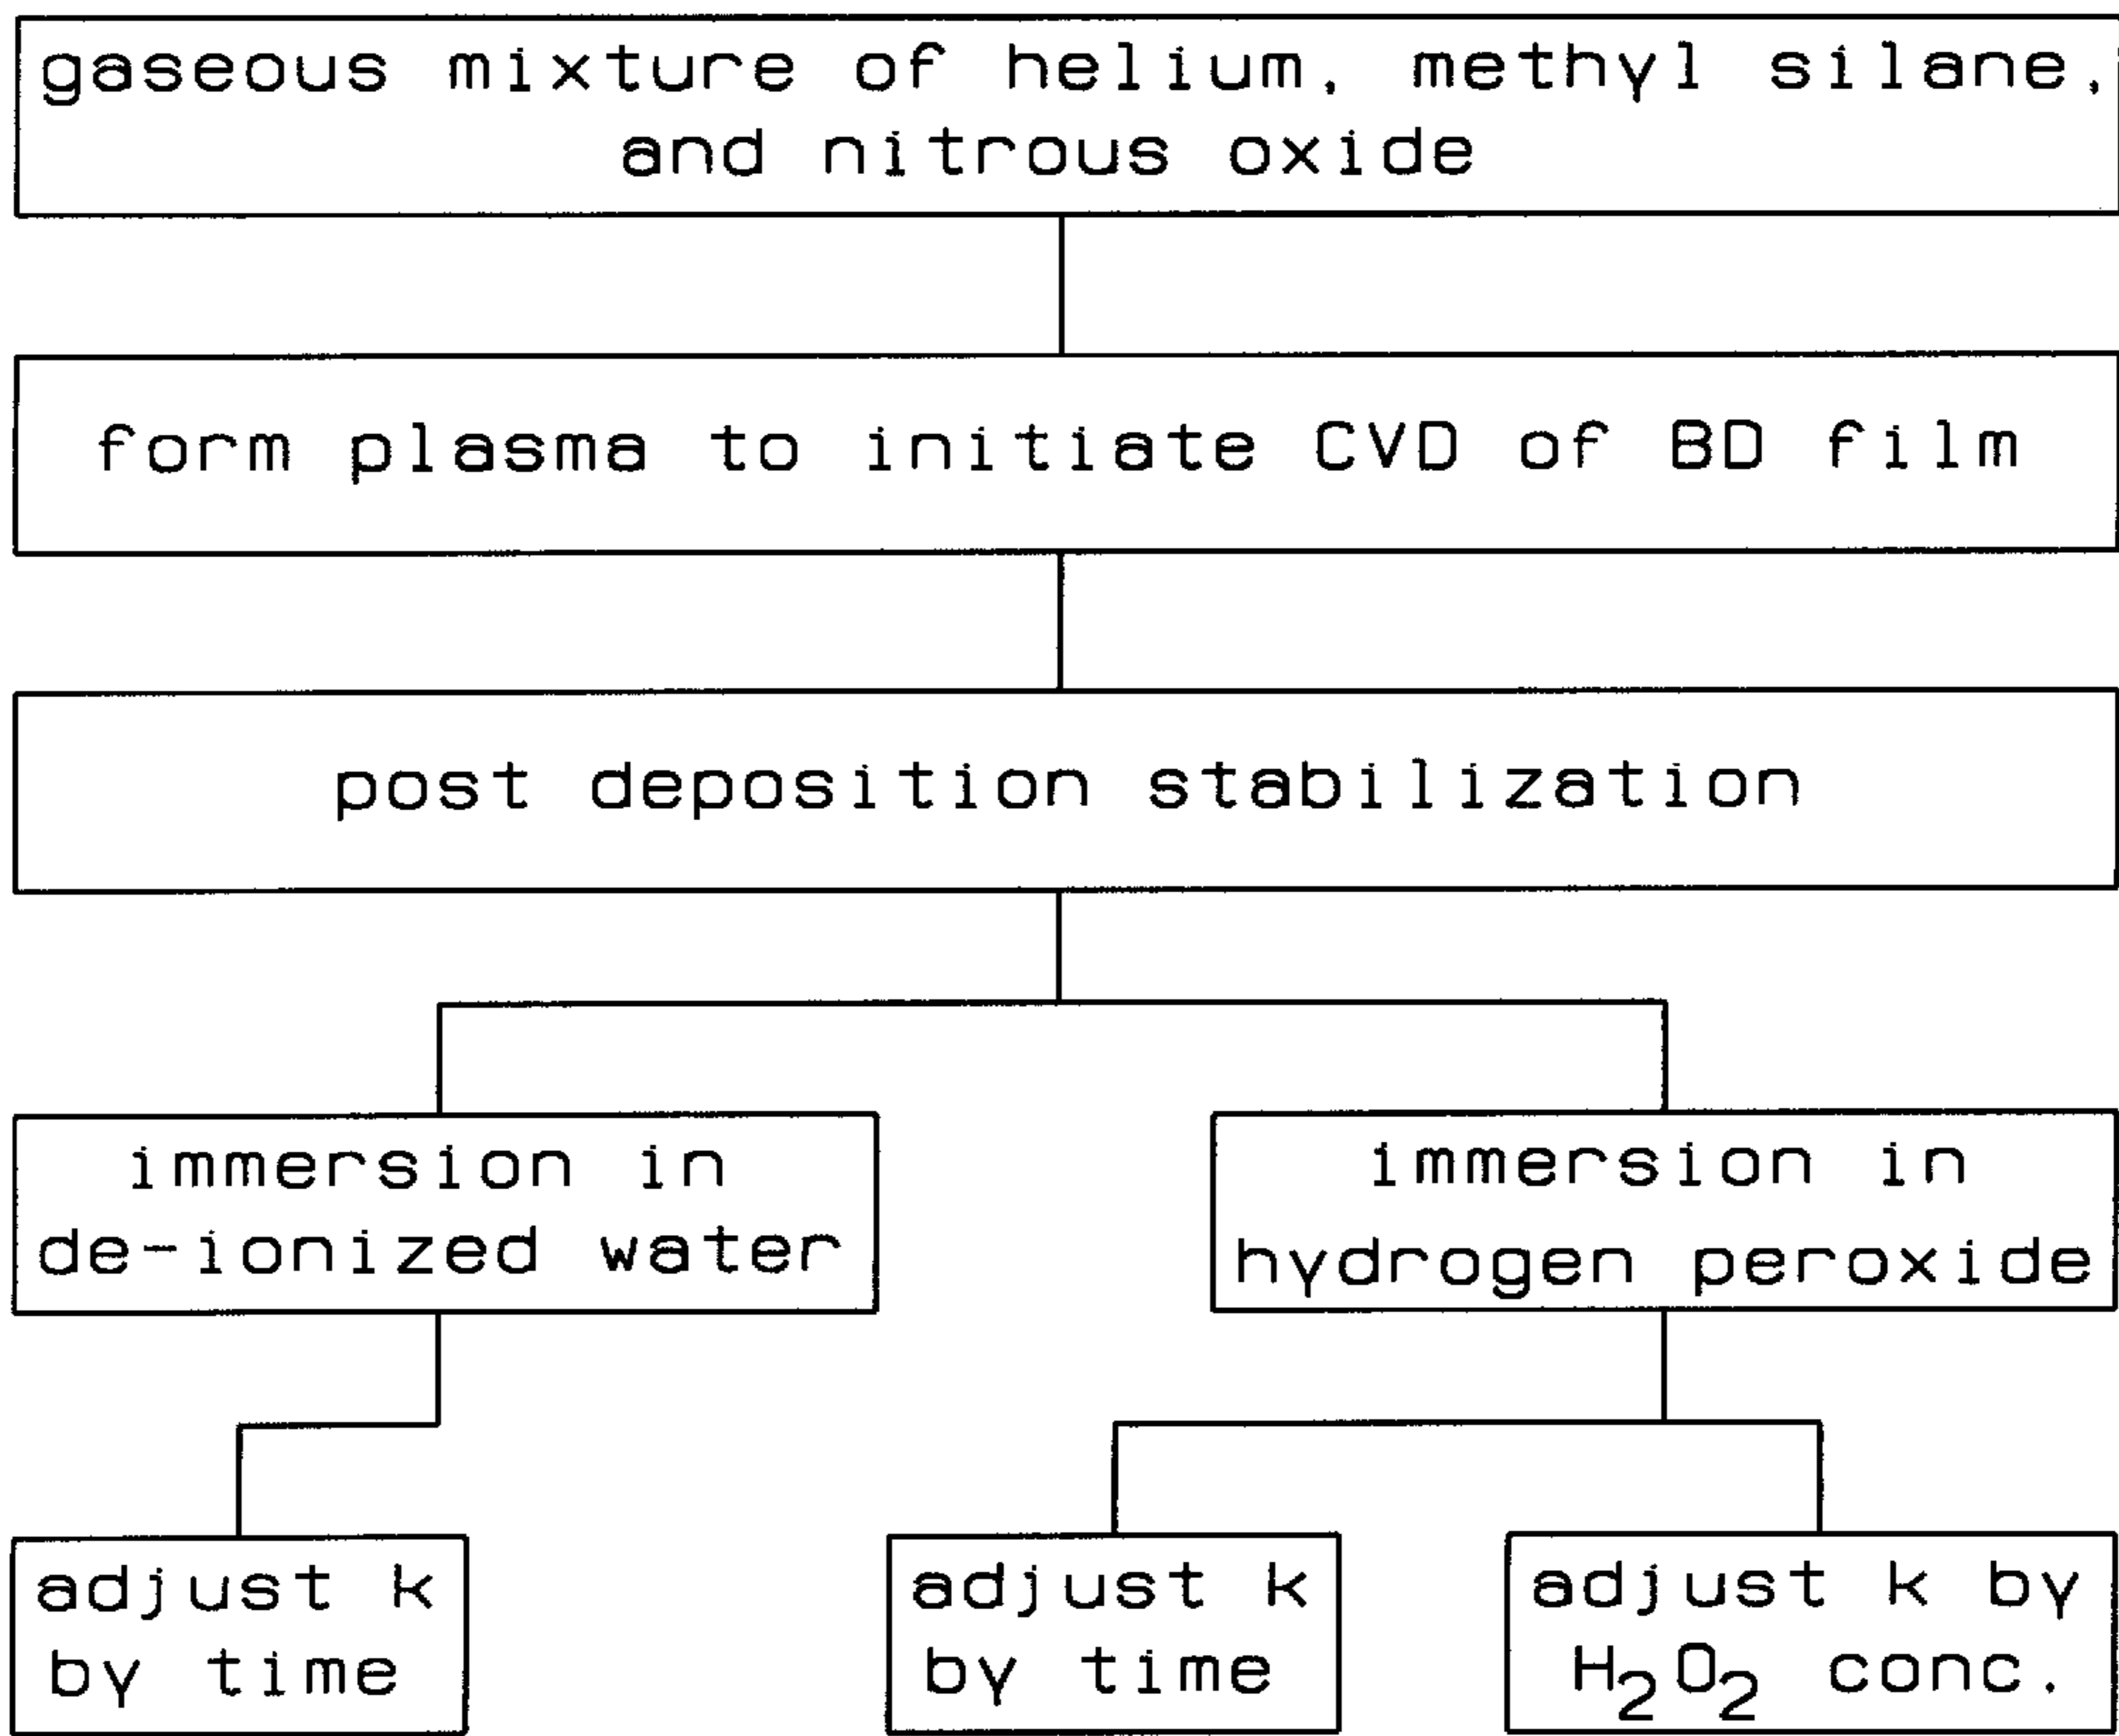 gaseous mixture of helium, methyl silane,
and nitrous oxide
form plasma to initiate CVD of BD film
post deposition stabilization
immersion in
de-ionized water
immersion in
hydrogen peroxide
adjust k
by time
adjust k
by time
adjust k by
H₂O₂ conc.